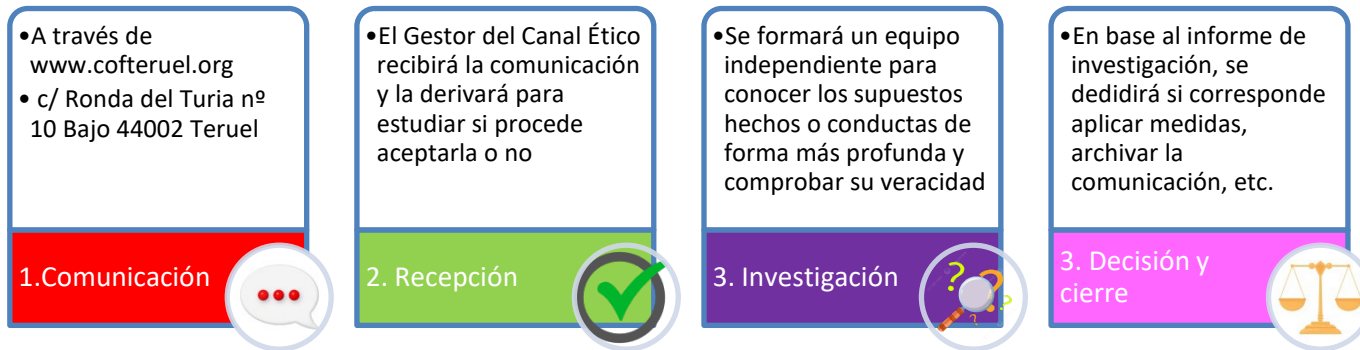 •A través de
www.cofteruel.org
• c/ Ronda del Turia nº
10 Bajo 44002 Teruel
1.Comunicación
•El Gestor del Canal Ético
recibirá la comunicación
y la derivará para
estudiar si procede
aceptarla o no
2. Recepción
•Se formará un equipo
independiente para
conocer los supuestos
hechos o conductas de
forma más profunda y
comprobar su veracidad
3. Investigación
•En base al informe de
investigación, se
dedidirá si corresponde
aplicar medidas,
archivar la
comunicación, etc.
3. Decisión y
cierre